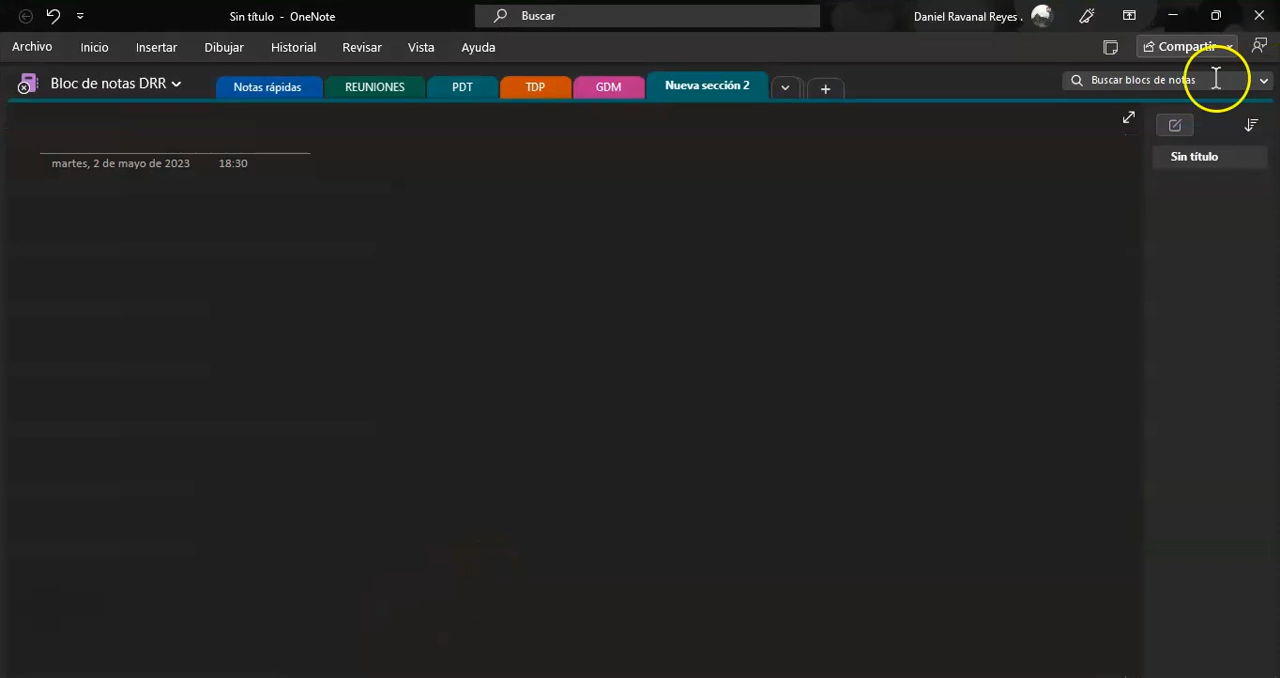 Sin título - OneNote
Buscar
Daniel Ravanal Reyes .
Archivo
Inicio
Insertar
Dibujar
Historial
Revisar
Vista
Ayuda
Compartir
Bloc de notas DRR
Notas rápidas
REUNIONES
PDT
TDP
GDM
Nueva sección 2
Buscar blocs de notas
martes, 2 de mayo de 2023 18:30
Sin título